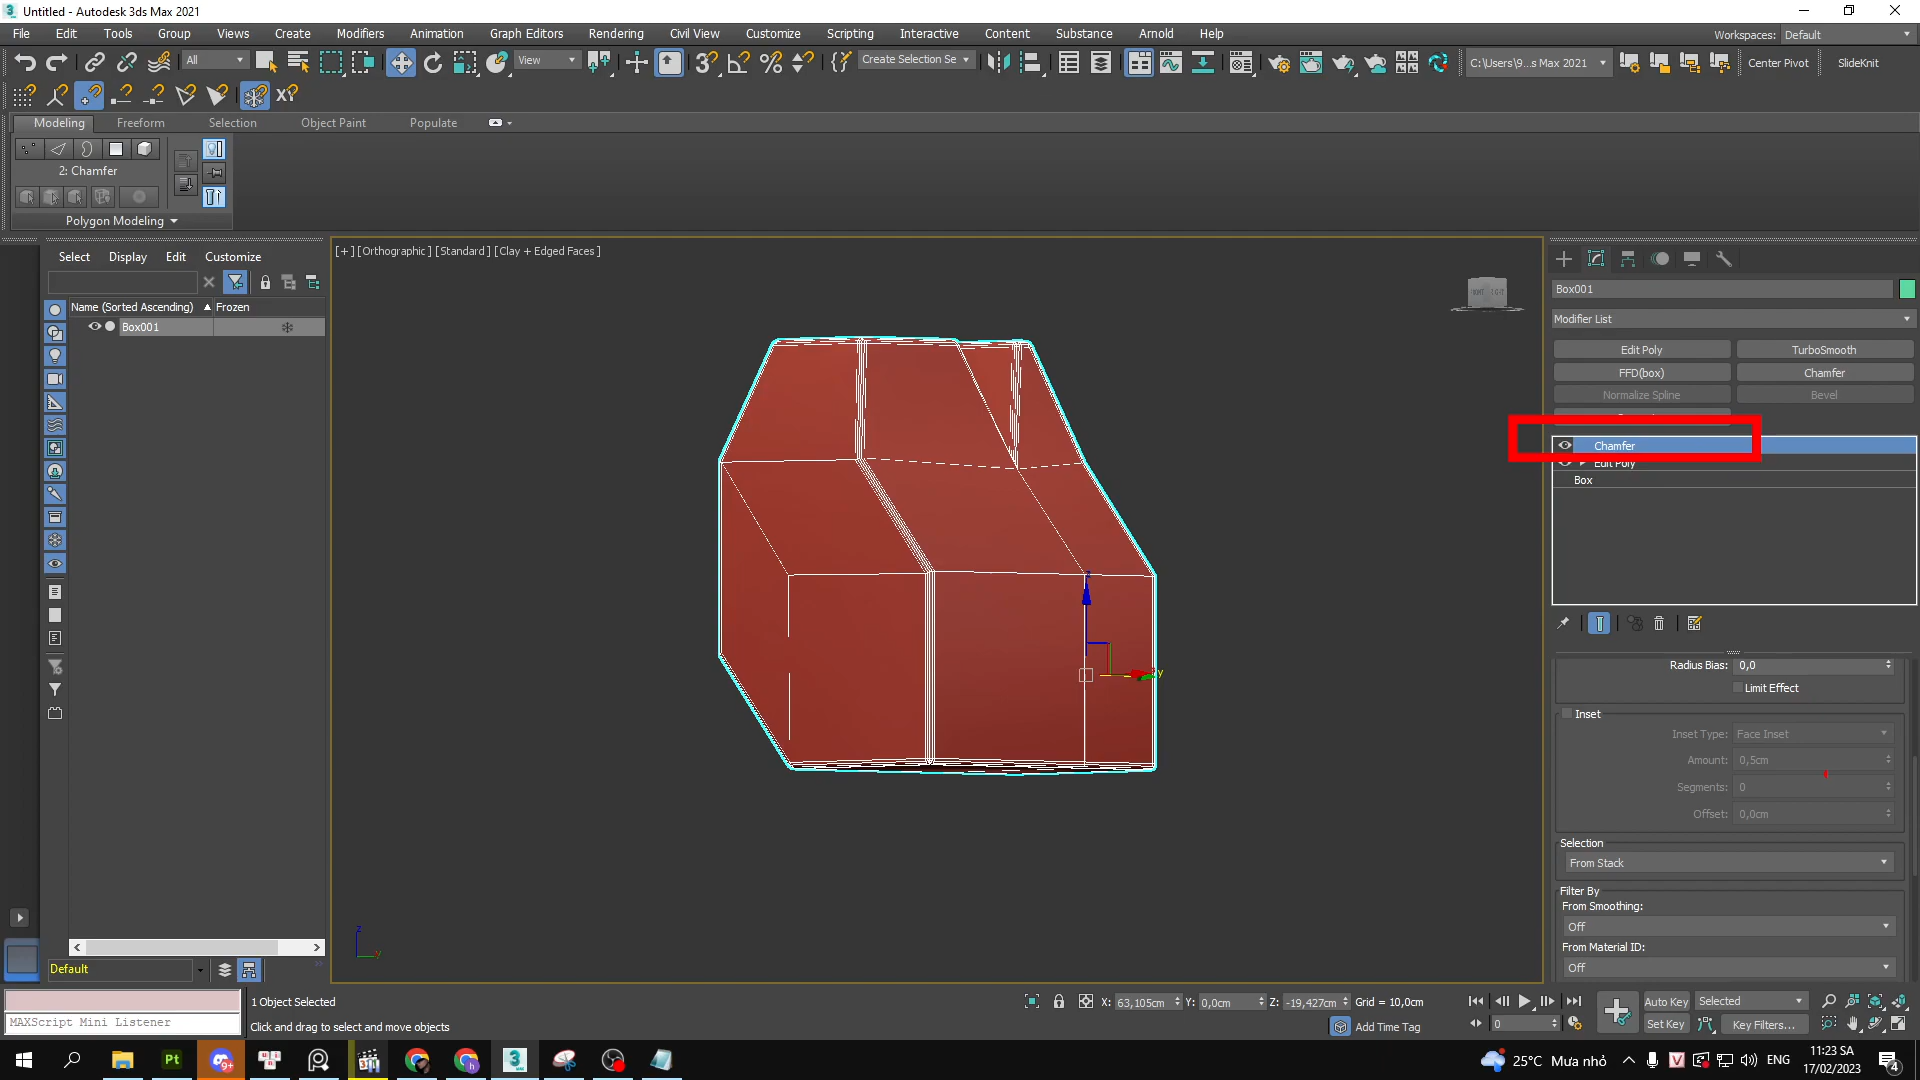 Untitled - Autodesk 3ds Max 2021
File Edit Tools Group Views Create Modifiers Animation Graph Editors Rendering Civil View Customize Scripting Interactive Content Substance Arnold Help Workspaces: Default
All View Create Selection Se C:\Users\9...s Max 2021 Center Pivot SlideKnit
XY
Modeling Freeform Selection Object Paint Populate
2: Chamfer
Polygon Modeling
Select Display Edit Customize
Name (Sorted Ascending) Frozen
Box001
[+] [Orthographic] [Standard] [Clay + Edged Faces]
Box001
Modifier List
Edit Poly TurboSmooth
FFD(box) Chamfer
Normalize Spline Bevel
Chamfer
Edit Poly
Box
Radius Bias: 0,0
Limit Effect
Inset
Inset Type: Face Inset
Amount: 0,5cm
Segments: 0
Offset: 0,0cm
Selection
From Stack
Filter By
From Smoothing:
Off
From Material ID:
Off
z
y
z
y
Default
1 Object Selected
X: 63,105cm Y: 0,0cm Z: -19,427cm Grid = 10,0cm
Auto Key Selected
MAXScript Mini Listener
Click and drag to select and move objects
Add Time Tag
0
Set Key Key Filters...
Pt
9+
25°C Mưa nhỏ
V
ENG
11:23 SA
17/02/2023
4